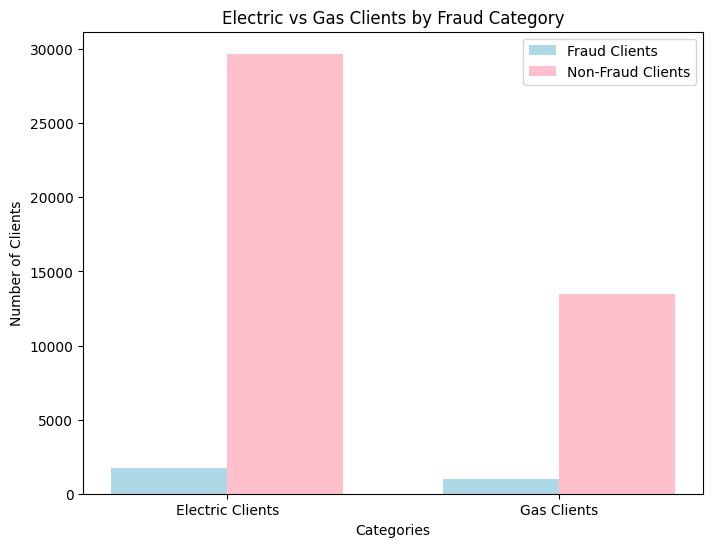 Electric vs Gas Clients by Fraud Category
Fraud Clients
Non-Fraud Clients
30000
25000
20000
15000
10000
5000
0
Number of Clients
Electric Clients
Gas Clients
Categories